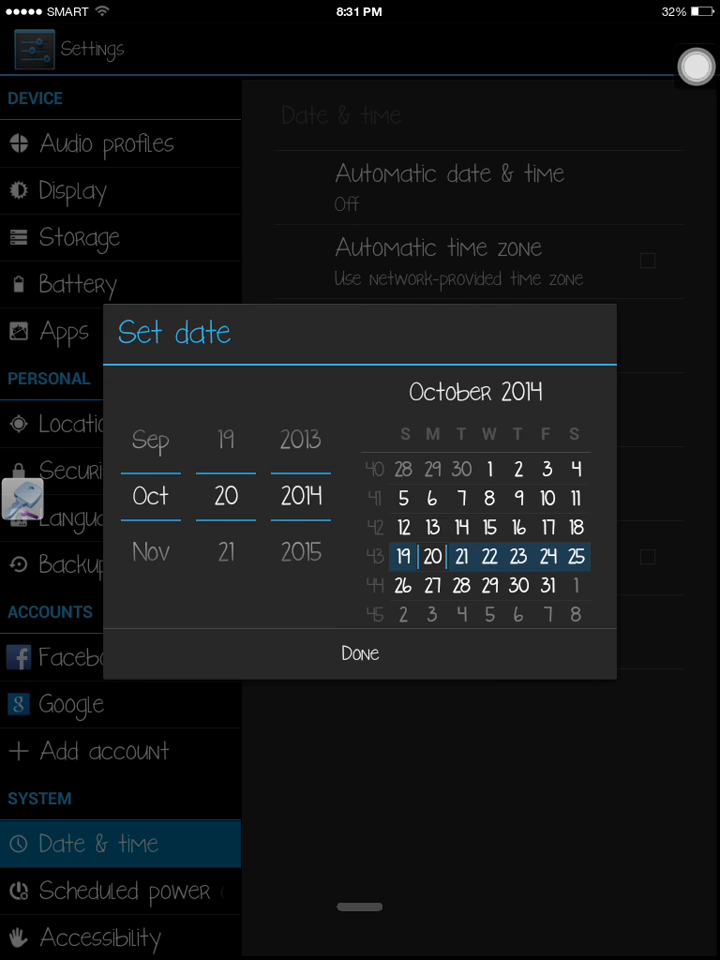 SMART 8:31 PM 32%
Settings
DEVICE
Audio profiles
Display
Storage
Battery
Apps
PERSONAL
Locatio
Securi
Langua
Backup
ACCOUNTS
Facebo
Google
Add account
SYSTEM
Date & time
Scheduled power
Accessibility
Date & time
Automatic date & time
Off
Automatic time zone
Use network-provided time zone
Set date
Sep 19 2013
Oct 20 2014
Nov 21 2015
October 2014
S M T W T F S
40 28 29 30 1 2 3 4
41 5 6 7 8 9 10 11
42 12 13 14 15 16 17 18
43 19 20 21 22 23 24 25
44 26 27 28 29 30 31 1
45 2 3 4 5 6 7 8
Done